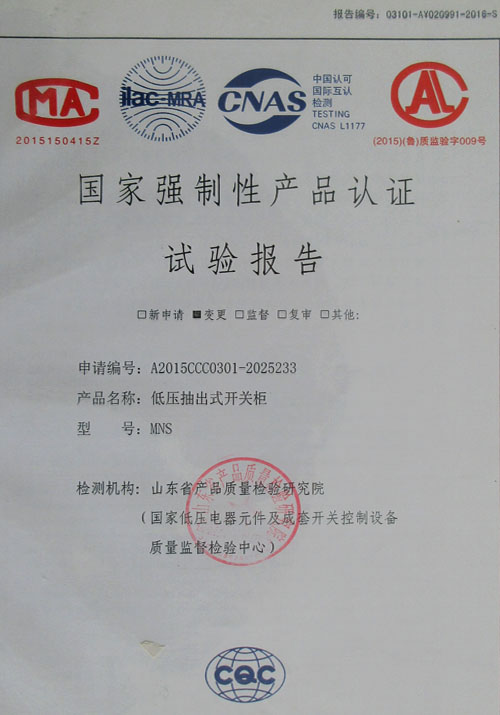 报告编号: 03101-AY020991-2016-S
CMA
2015150415Z
ilac-MRA
CNAS
中国认可
国际互认
检测
TESTING
CNAS L1177
CAL
(2015)(鲁)质监验字009号
国家强制性产品认证
试验报告
□新申请 ■变更 □监督 □复审 □其他:
申请编号: A2015CCC0301-2025233
产品名称: 低压抽出式开关柜
型 号: MNS
检测机构: 山东省产品质量检验研究院
(国家低压电器元件及成套开关控制设备
质量监督检验中心)
CQC